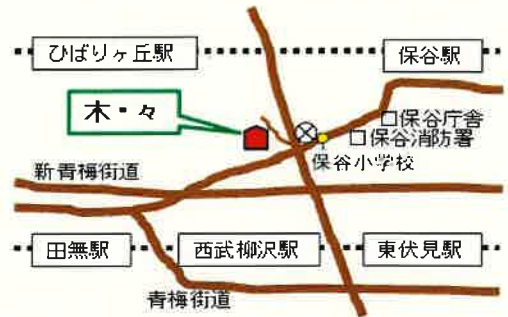 ひばりヶ丘駅
保谷駅
木・々
保谷庁舎
保谷消防署
保谷小学校
新青梅街道
田無駅
西武柳沢駅
東伏見駅
青梅街道